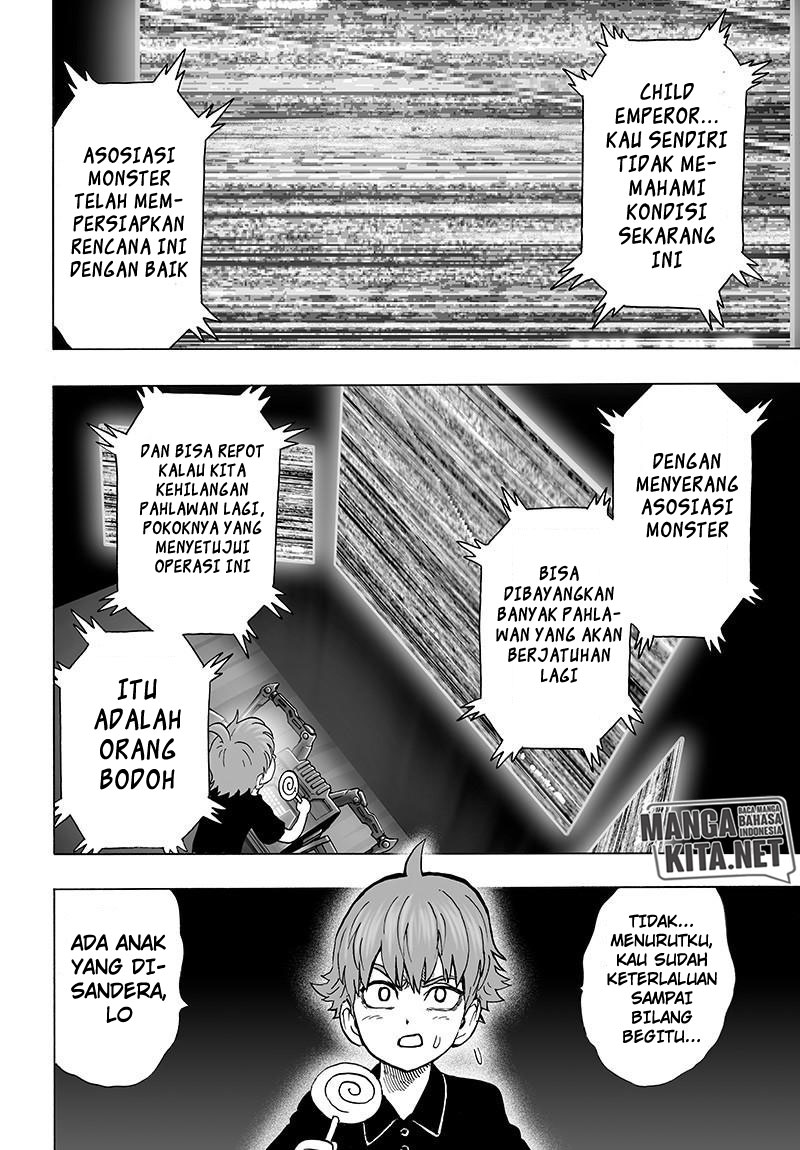 CHILD
EMPEROR...
KAU SENDIRI
TIDAK ME-
MAHAMI
KONDISI
SEKARANG
INI
ASOSIASI
MONSTER
TELAH MEM-
PERSIAPKAN
RENCANA INI
DENGAN BAIK
DENGAN
MENYERANG
ASOSIASI
MONSTER
BISA
DIBAYANGKAN
BANYAK PAHLA-
WAN YANG AKAN
BERJATUHAN
LAGI
DAN BISA REPOT
KALAU KITA
KEHILANGAN
PAHLAWAN LAGI,
POKOKNYA YANG
MENYETUJUI
OPERASI INI
ITU
ADALAH
ORANG
BODOH
MANGA
KITA.NET
BACA MANGA
BAHASA
INDONESIA
TIDAK...
MENURUTKU,
KAU SUDAH
KETERLALUAN
SAMPAI
BILANG
BEGITU...
ADA ANAK
YANG DI-
SANDERA,
LO